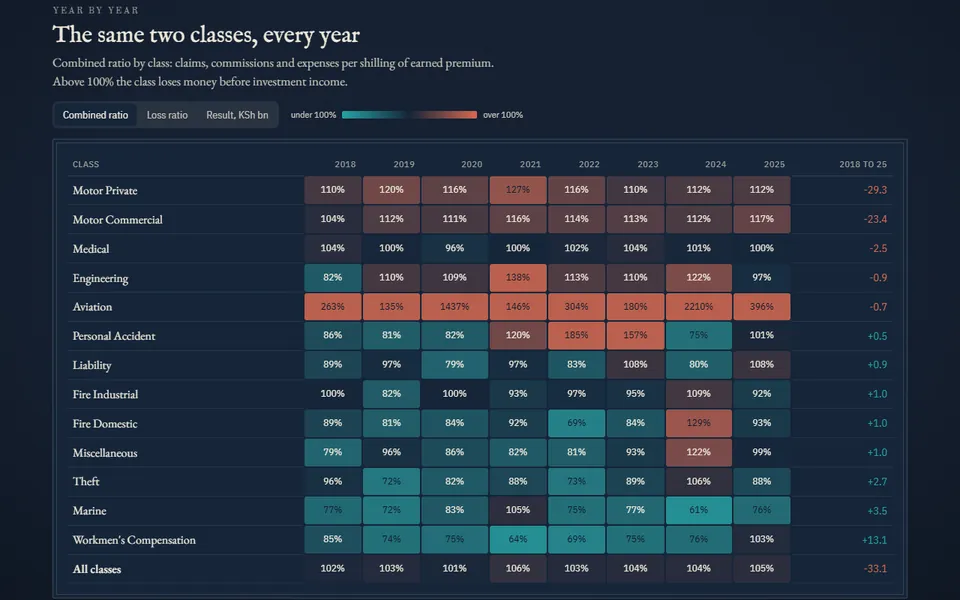 YEAR BY YEAR
The same two classes, every year
Combined ratio by class: claims, commissions and expenses per shilling of earned premium.
Above 100% the class loses money before investment income.
Combined ratio Loss ratio Result, KSh bn under 100% over 100%
CLASS 2018 2019 2020 2021 2022 2023 2024 2025 2018 TO 25
Motor Private 110% 120% 116% 127% 116% 110% 112% 112% -29.3
Motor Commercial 104% 112% 111% 116% 114% 113% 112% 117% -23.4
Medical 104% 100% 96% 100% 102% 104% 101% 100% -2.5
Engineering 82% 110% 109% 138% 113% 110% 122% 97% -0.9
Aviation 263% 135% 1437% 146% 304% 180% 2210% 396% -0.7
Personal Accident 86% 81% 82% 120% 185% 157% 75% 101% +0.5
Liability 89% 97% 79% 97% 83% 108% 80% 108% +0.9
Fire Industrial 100% 82% 100% 93% 97% 95% 109% 92% +1.0
Fire Domestic 89% 81% 84% 92% 69% 84% 129% 93% +1.0
Miscellaneous 79% 96% 86% 82% 81% 93% 122% 99% +1.0
Theft 96% 72% 82% 88% 73% 89% 106% 88% +2.7
Marine 77% 72% 83% 105% 75% 77% 61% 76% +3.5
Workmen's Compensation 85% 74% 75% 64% 69% 75% 76% 103% +13.1
All classes 102% 103% 101% 106% 103% 104% 104% 105% -33.1